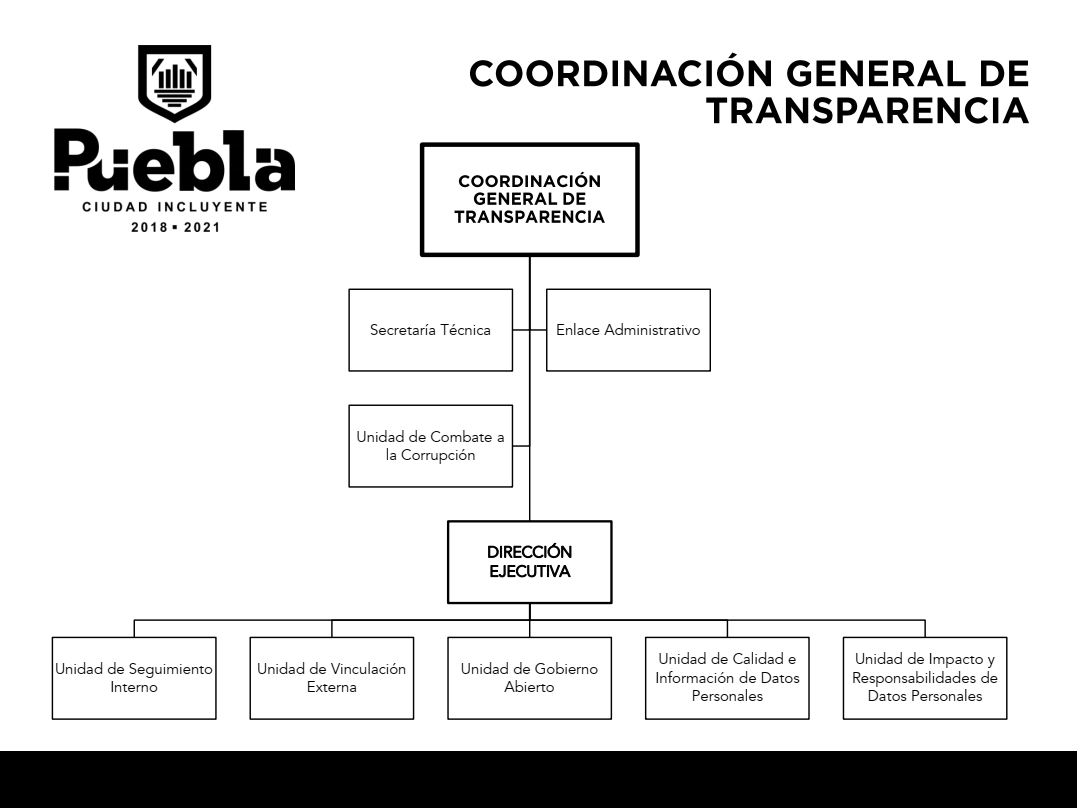 Puebla
CIUDAD INCLUYENTE
2018 ▪ 2021
COORDINACIÓN GENERAL DE
TRANSPARENCIA
COORDINACIÓN
GENERAL DE
TRANSPARENCIA
Secretaría Técnica
Enlace Administrativo
Unidad de Combate a
la Corrupción
DIRECCIÓN
EJECUTIVA
Unidad de Seguimiento
Interno
Unidad de Vinculación
Externa
Unidad de Gobierno
Abierto
Unidad de Calidad e
Información de Datos
Personales
Unidad de Impacto y
Responsabilidades de
Datos Personales